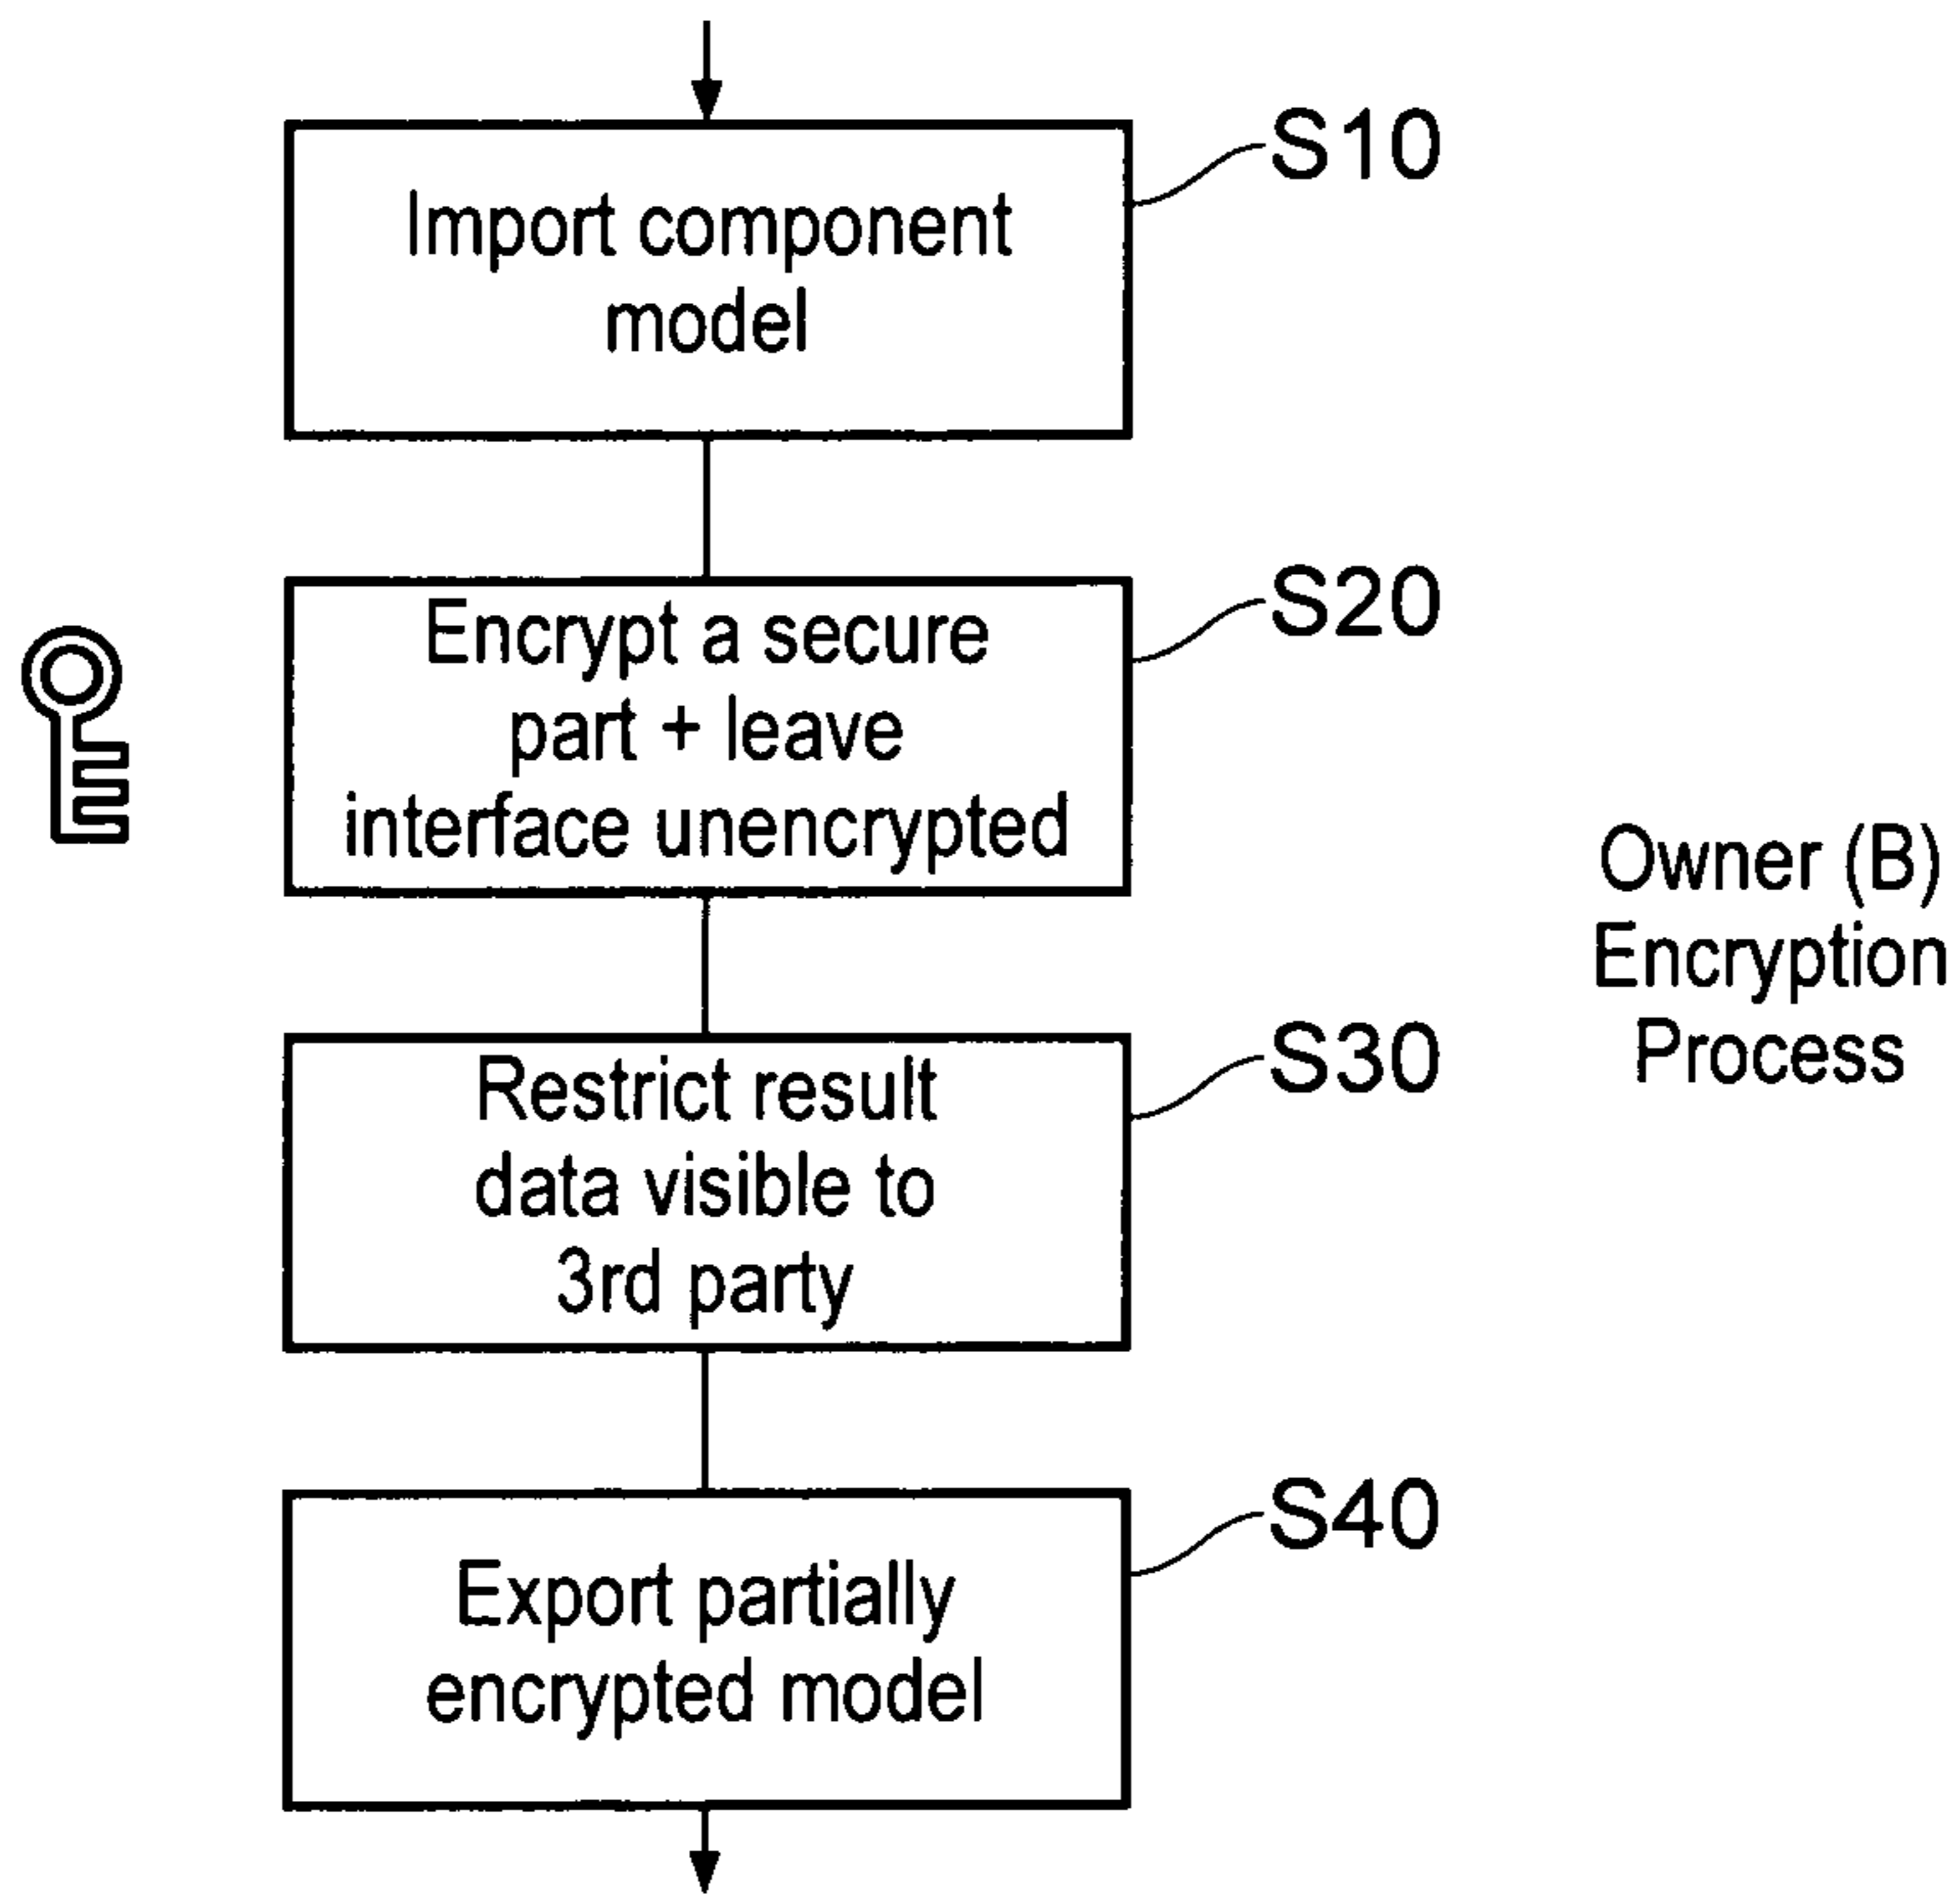 Import component
model
S10
Encrypt a secure
part + leave
interface unencrypted
S20
Restrict result
data visible to
3rd party
S30
Export partially
encrypted model
S40
Owner (B)
Encryption
Process